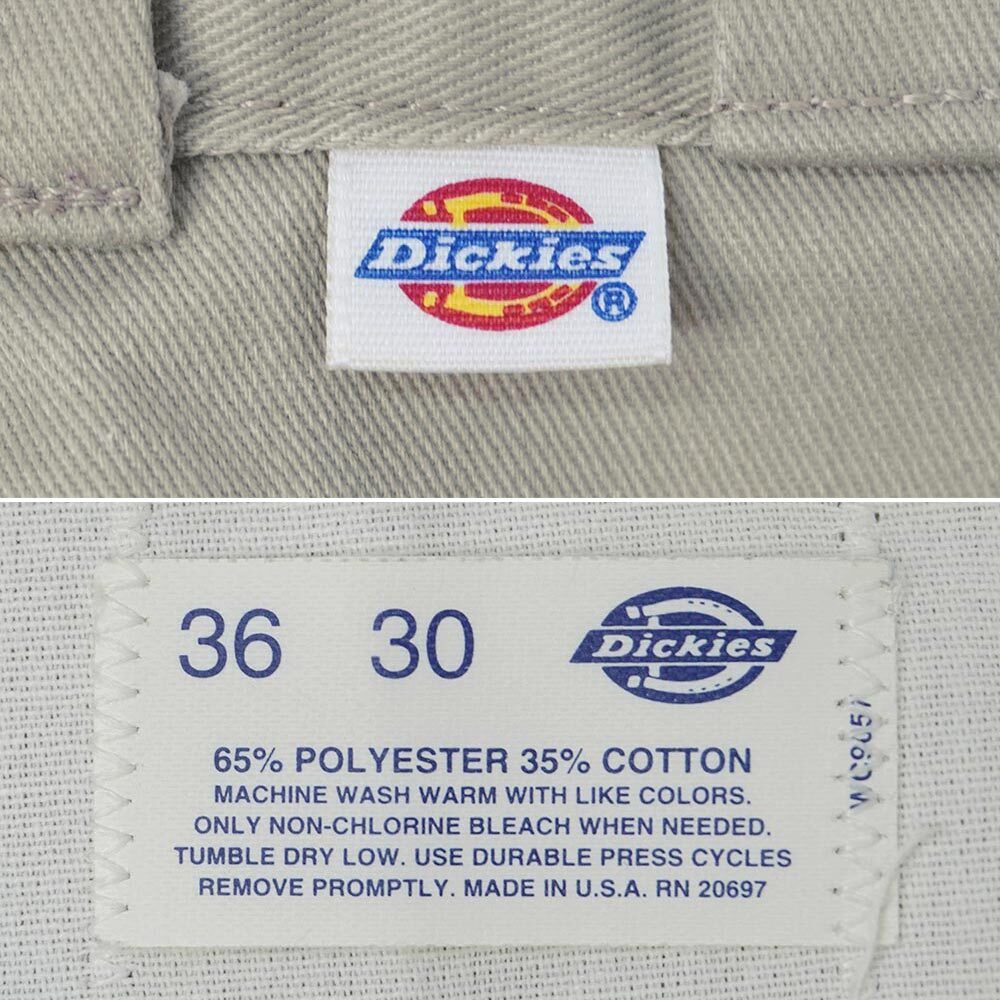 Dickies
®
36 30 Dickies
65% POLYESTER 35% COTTON
MACHINE WASH WARM WITH LIKE COLORS.
ONLY NON-CHLORINE BLEACH WHEN NEEDED.
TUMBLE DRY LOW. USE DURABLE PRESS CYCLES
REMOVE PROMPTLY. MADE IN U.S.A. RN 20697